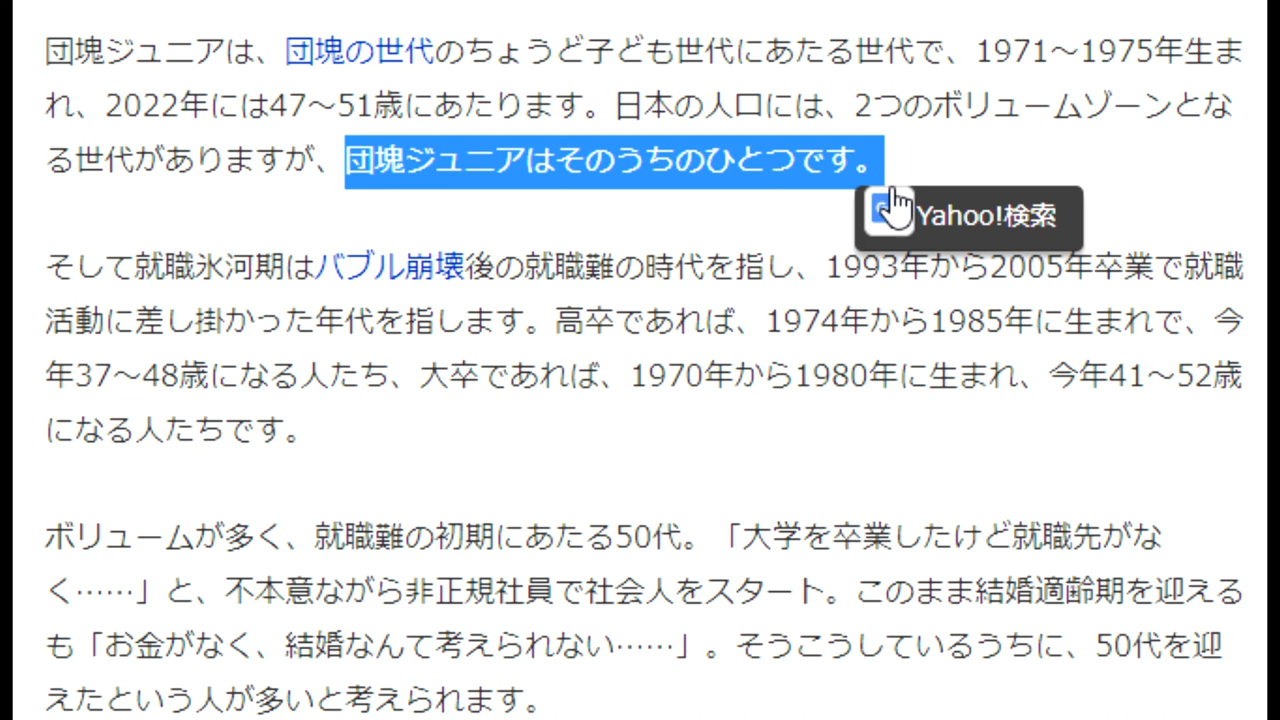 団塊ジュニアは、団塊の世代のちょうど子ども世代にあたる世代で、1971～1975年生ま
れ、2022年には47～51歳にあたります。日本の人口には、2つのボリュームゾーンとな
る世代がありますが、団塊ジュニアはそのうちのひとつです。
Yahoo!検索
そして就職氷河期はバブル崩壊後の就職難の時代を指し、1993年から2005年卒業で就職
活動に差し掛かった年代を指します。高卒であれば、1974年から1985年に生まれで、今
年37～48歳になる人たち、大卒であれば、1970年から1980年に生まれ、今年41～52歳
になる人たちです。
ボリュームが多く、就職難の初期にあたる50代。「大学を卒業したけど就職先がな
く……」と、不本意ながら非正規社員で社会人をスタート。このまま結婚適齢期を迎える
も「お金がなく、結婚なんて考えられない……」。そうこうしているうちに、50代を迎
えたという人が多いと考えられます。